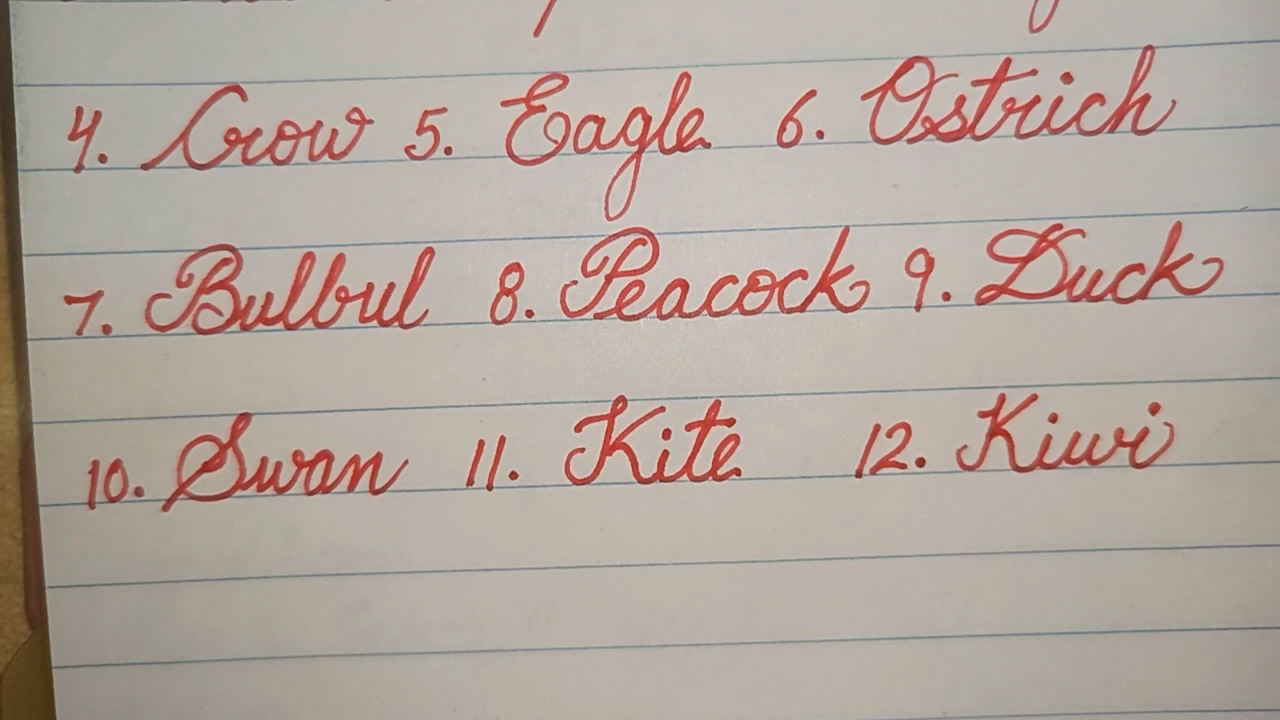 4. Crow 5. Eagle 6. Ostrich
7. Bulbul 8. Peacock 9. Duck
10. Swan 11. Kite 12. Kiwi